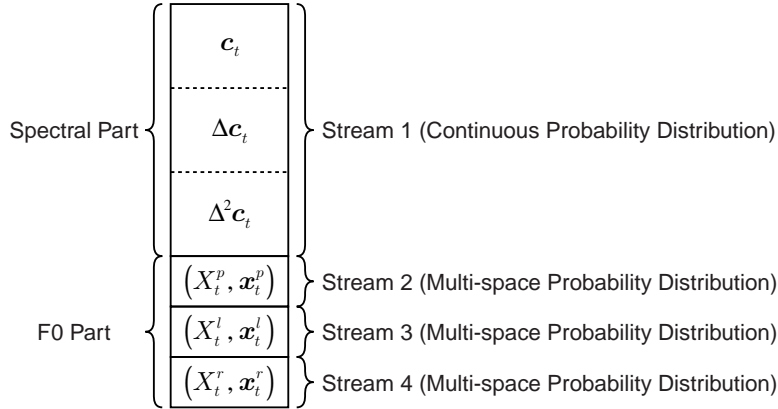 c_t
Spectral Part
Δc_t
Stream 1 (Continuous Probability Distribution)
Δ²c_t
(X_t^p, x_t^p)
Stream 2 (Multi-space Probability Distribution)
F0 Part
(X_t^l, x_t^l)
Stream 3 (Multi-space Probability Distribution)
(X_t^r, x_t^r)
Stream 4 (Multi-space Probability Distribution)